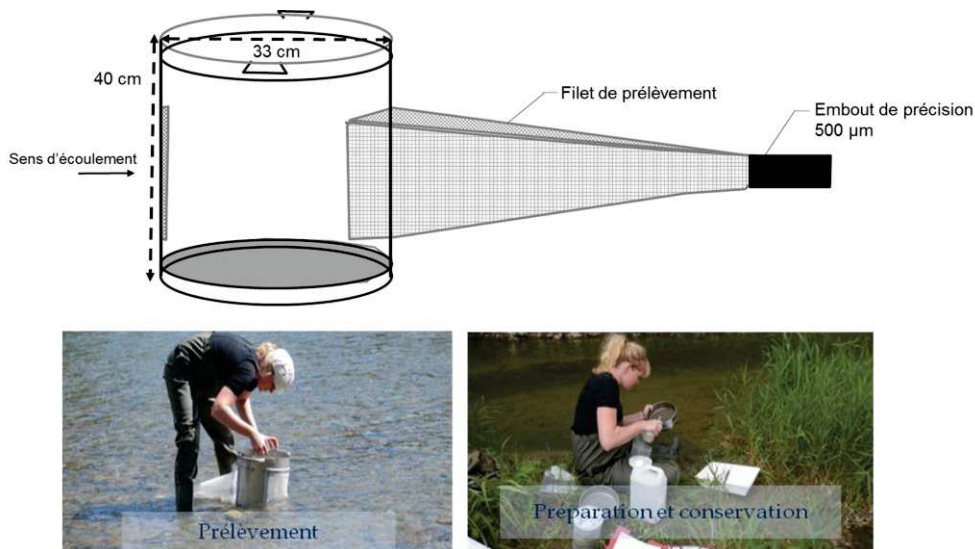 33 cm
40 cm
Filet de prélèvement
Embout de précision
500 µm
Sens d'écoulement
Prélèvement
Préparation et conservation